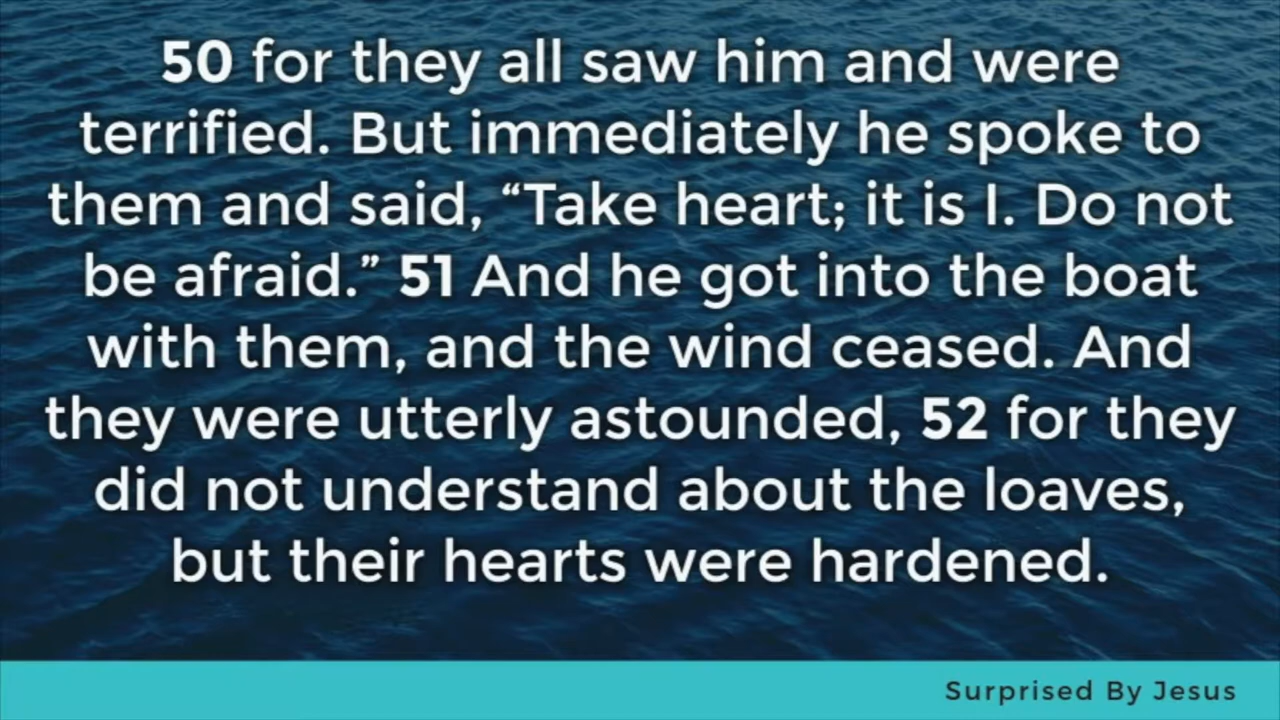 50 for they all saw him and were
terrified. But immediately he spoke to
them and said, “Take heart; it is I. Do not
be afraid.” 51 And he got into the boat
with them, and the wind ceased. And
they were utterly astounded, 52 for they
did not understand about the loaves,
but their hearts were hardened.
Surprised By Jesus